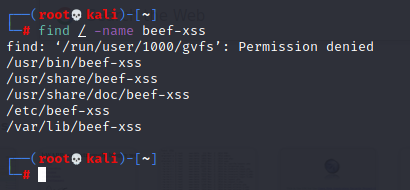 ┌──(root💀kali)-[~]
└─# find / -name beef-xss
find: ‘/run/user/1000/gvfs’: Permission denied
/usr/bin/beef-xss
/usr/share/beef-xss
/usr/share/doc/beef-xss
/etc/beef-xss
/var/lib/beef-xss
┌──(root💀kali)-[~]
└─#